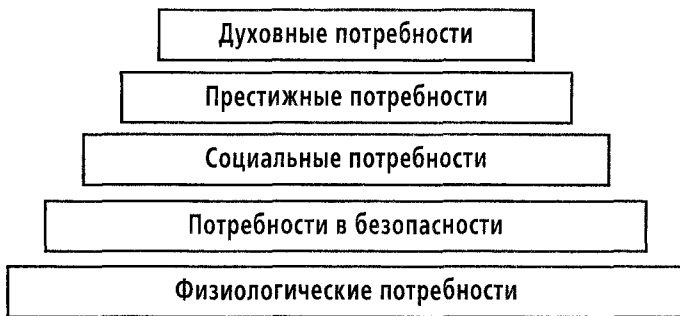 Духовные потребности
Престижные потребности
Социальные потребности
Потребности в безопасности
Физиологические потребности